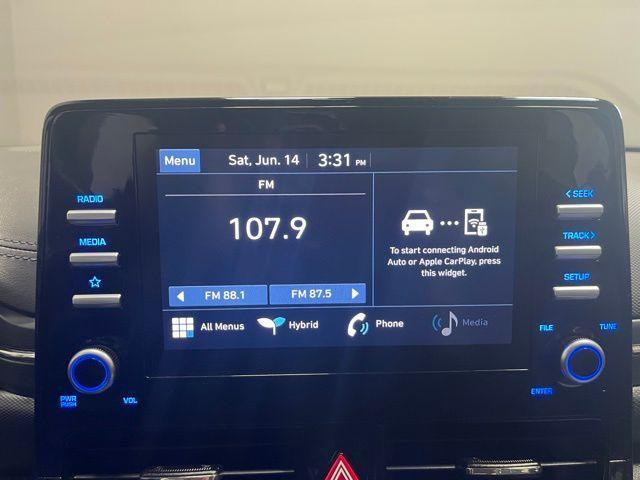 Menu Sat, Jun. 14 3:31 PM
FM
107.9
FM 88.1 FM 87.5
To start connecting Android
Auto or Apple CarPlay, press
this widget.
All Menus Hybrid Phone Media
RADIO
MEDIA
PWR
PUSH
VOL
< SEEK
TRACK >
SETUP
FILE
TUNE
ENTER